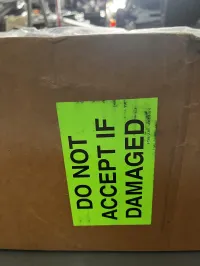 DO NOT
ACCEPT IF
DAMAGED